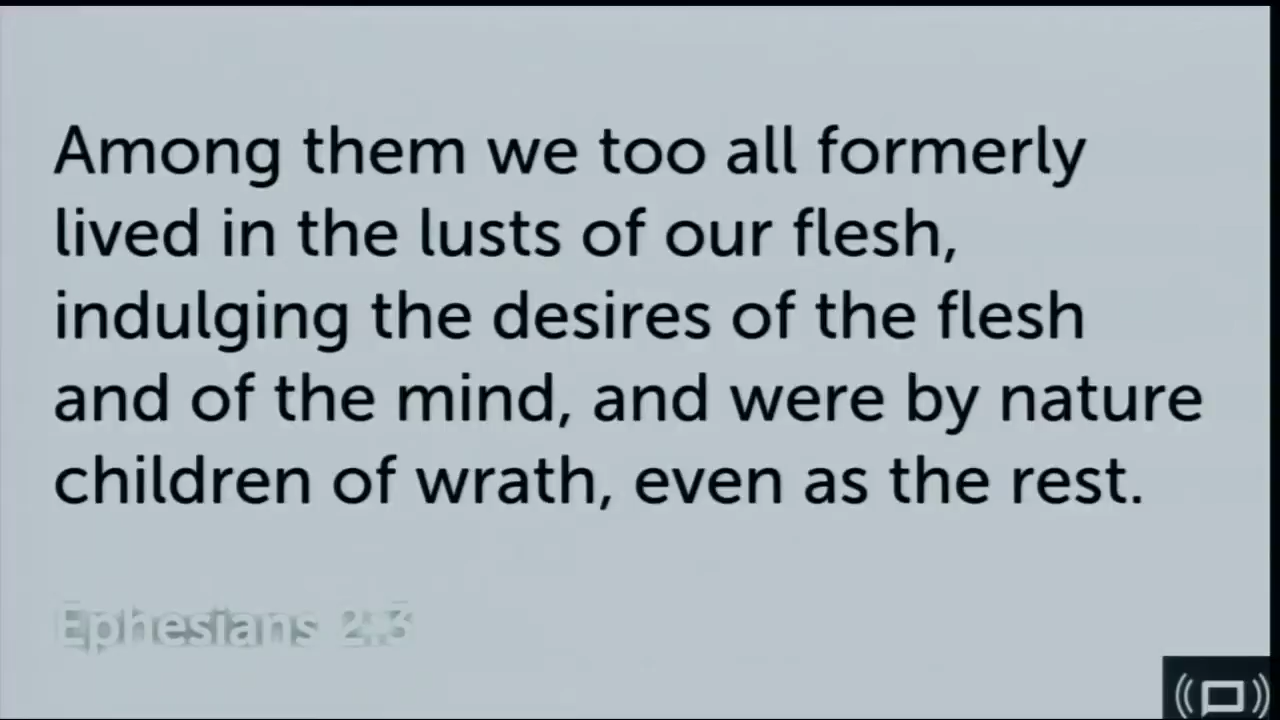 Among them we too all formerly
lived in the lusts of our flesh,
indulging the desires of the flesh
and of the mind, and were by nature
children of wrath, even as the rest.
Ephesians 2:3